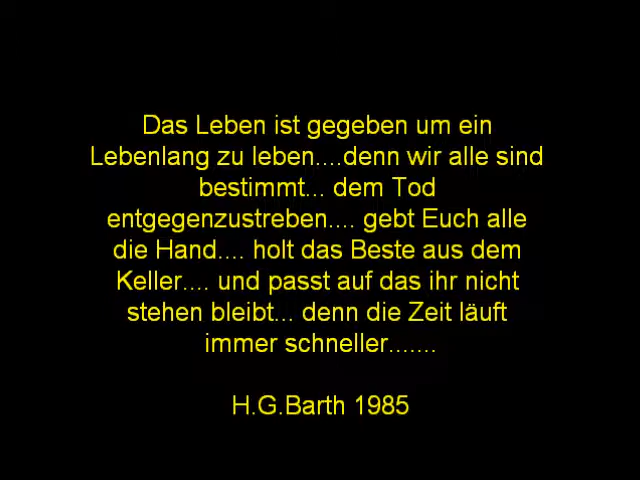 Das Leben ist gegeben um ein
Lebenlang zu leben....denn wir alle sind
bestimmt... dem Tod
entgegenzustreben.... gebt Euch alle
die Hand.... holt das Beste aus dem
Keller.... und passt auf das ihr nicht
stehen bleibt... denn die Zeit läuft
immer schneller.......
H.G.Barth 1985